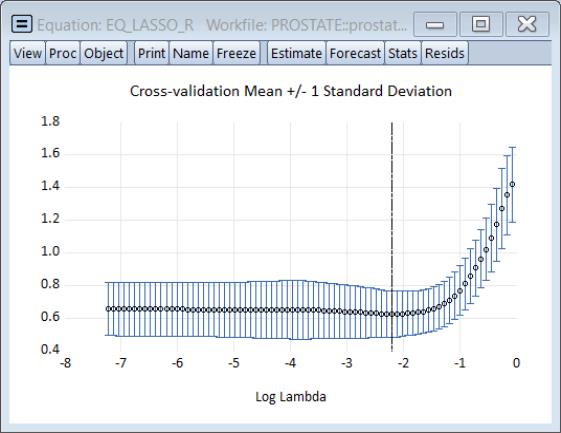 Equation: EQ_LASSO_R Workfile: PROSTATE::prostat...
View Proc Object Print Name Freeze Estimate Forecast Stats Resids
Cross-validation Mean +/- 1 Standard Deviation
1.8
1.6
1.4
1.2
1.0
0.8
0.6
0.4
-8 -7 -6 -5 -4 -3 -2 -1 0
Log Lambda